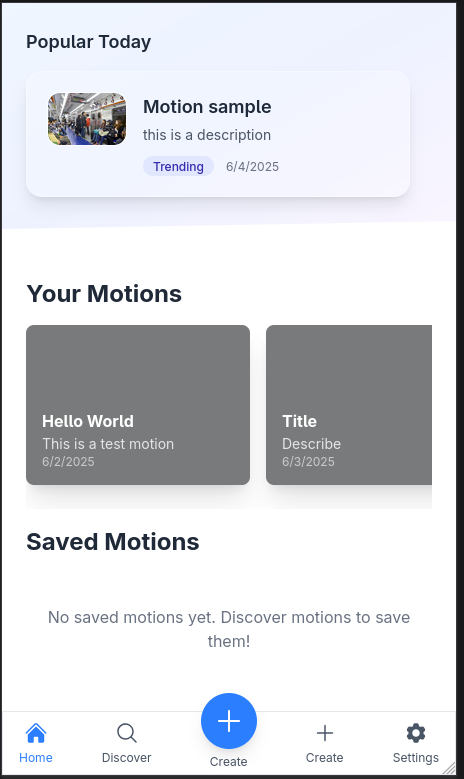 Popular Today
Motion sample
this is a description
Trending 6/4/2025
Your Motions
Hello World
This is a test motion
6/2/2025
Title
Describe
6/3/2025
Saved Motions
No saved motions yet. Discover motions to save
them!
Home Discover Create Create Settings